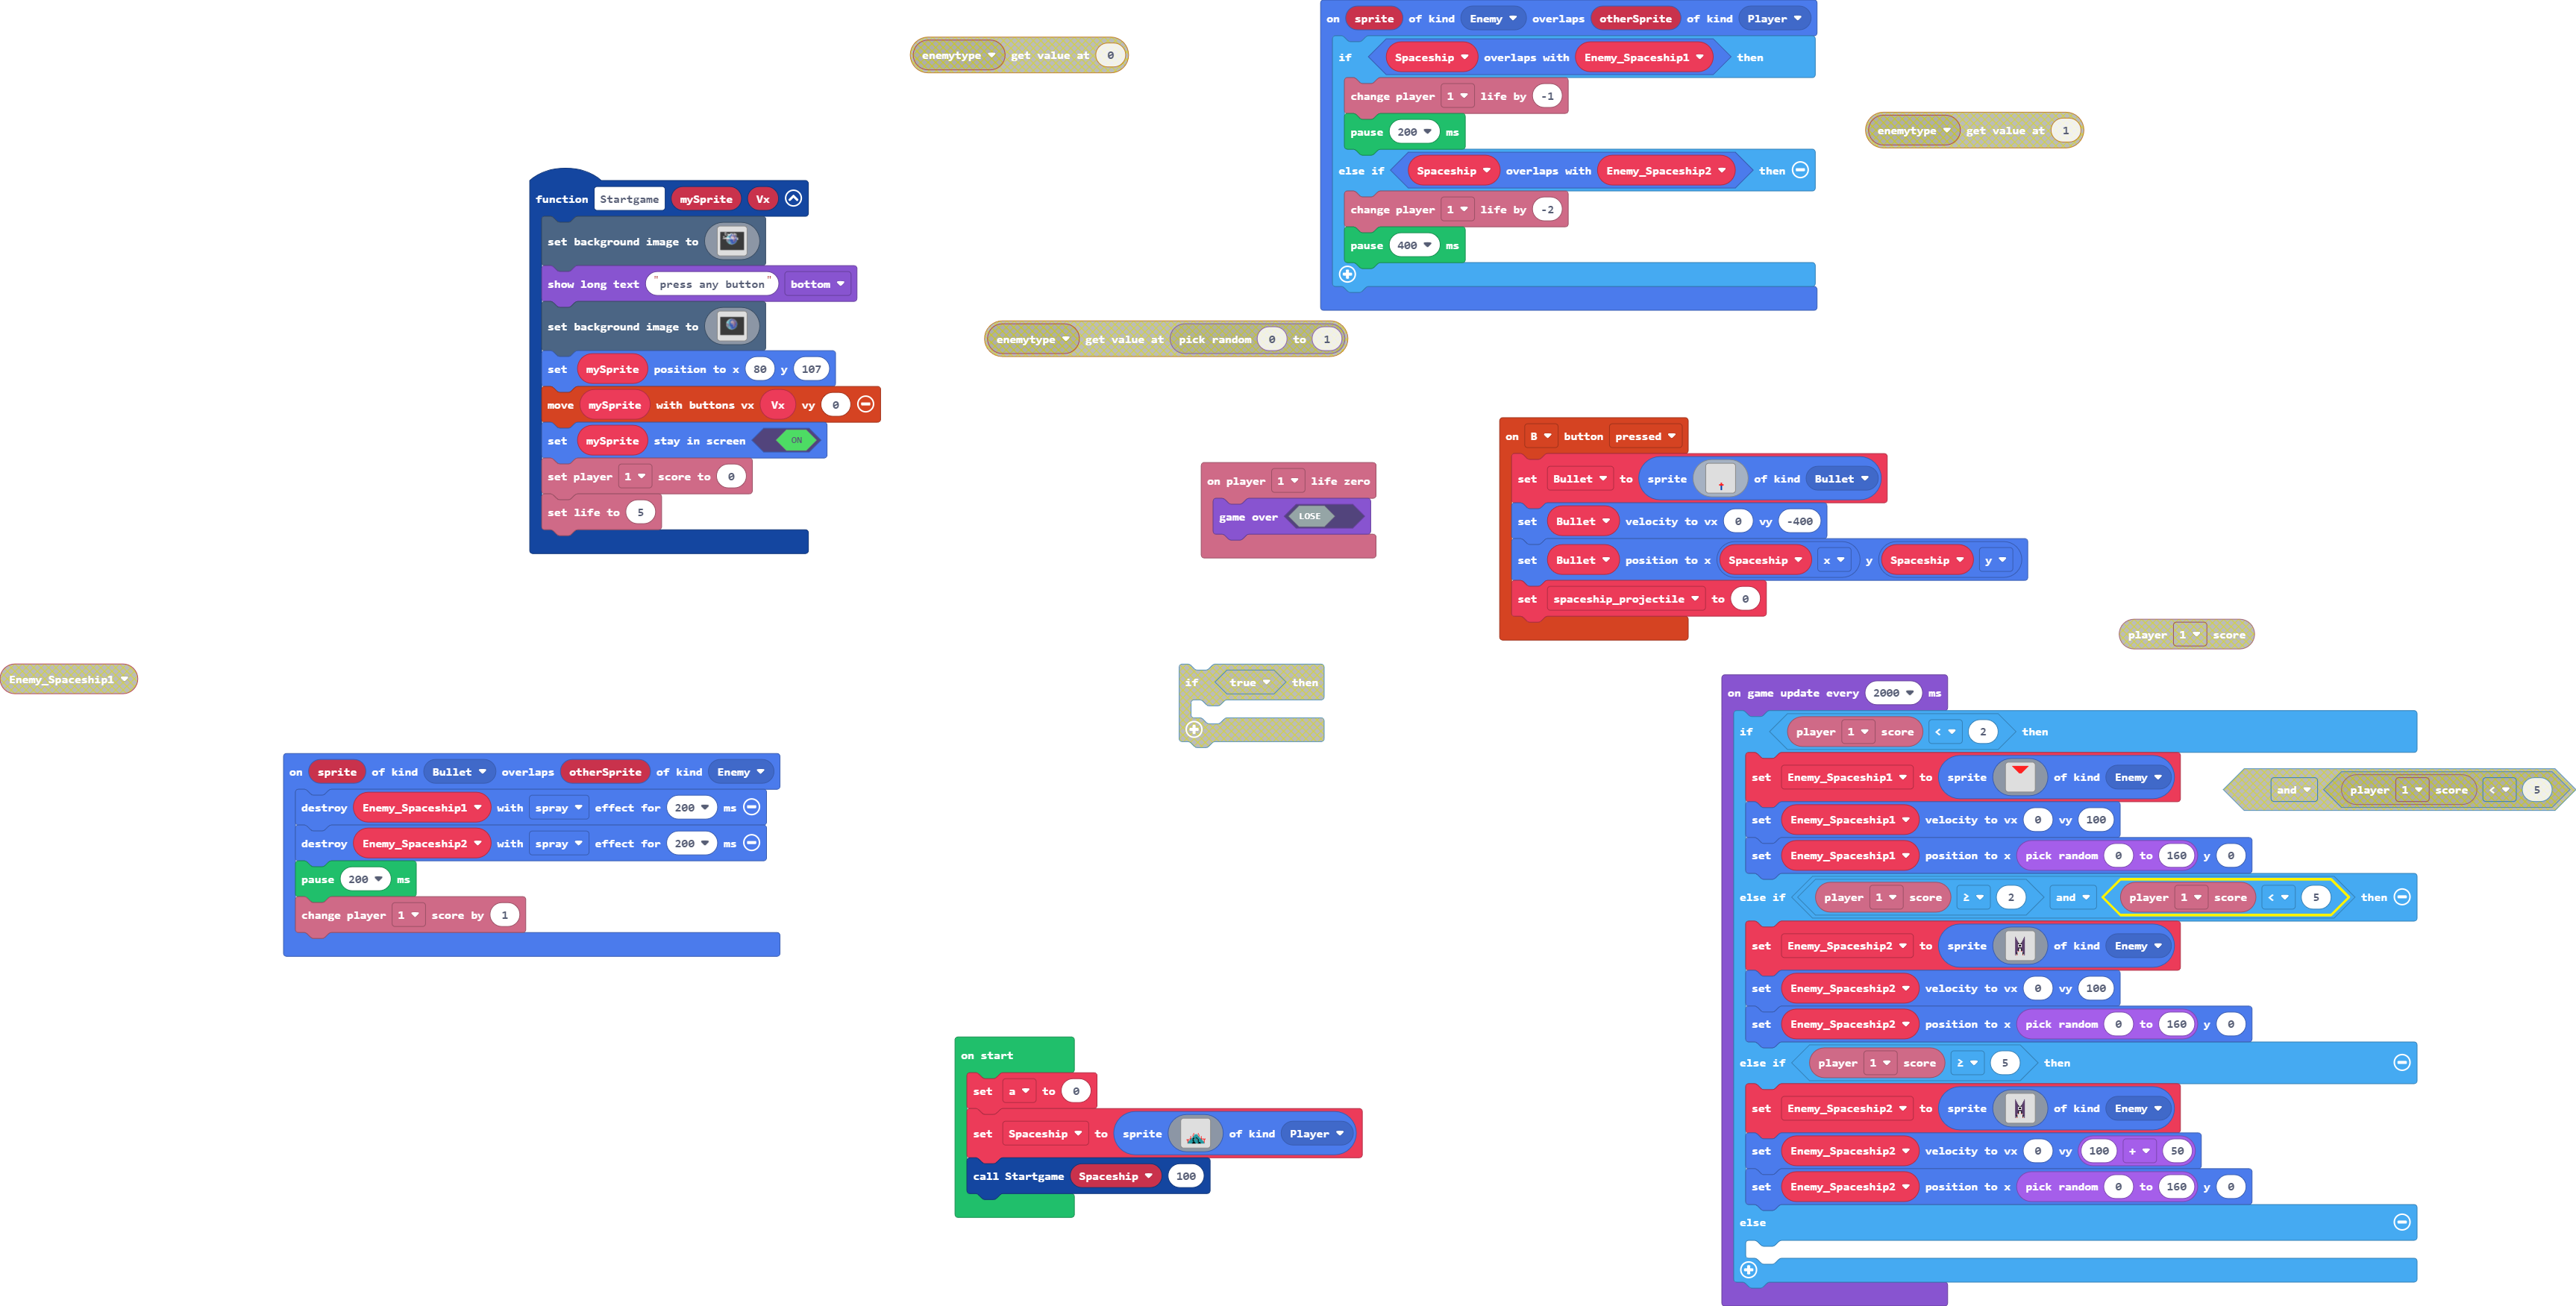 on sprite of kind Enemy overlaps otherSprite of kind Player
if Spaceship overlaps with Enemy_Spaceship1 then
change player 1 life by -1
pause 200 ms
else if Spaceship overlaps with Enemy_Spaceship2 then
change player 1 life by -2
pause 400 ms
enemytype get value at 0
enemytype get value at 1
function Startgame mySprite Vx
set background image to
show long text "press any button" bottom
set background image to
set mySprite position to x 80 y 107
move mySprite with buttons vx Vx vy 0
set mySprite stay in screen ON
set player 1 score to 0
set life to 5
enemytype get value at pick random 0 to 1
on player 1 life zero
game over LOSE
on B button pressed
set Bullet to sprite of kind Bullet
set Bullet velocity to vx 0 vy -400
set Bullet position to x Spaceship x y Spaceship y
set spaceship_projectile to 0
player 1 score
Enemy_Spaceship1
if true then
on sprite of kind Bullet overlaps otherSprite of kind Enemy
destroy Enemy_Spaceship1 with spray effect for 200 ms
destroy Enemy_Spaceship2 with spray effect for 200 ms
pause 200 ms
change player 1 score by 1
on game update every 2000 ms
if player 1 score < 2 then
set Enemy_Spaceship1 to sprite of kind Enemy
set Enemy_Spaceship1 velocity to vx 0 vy 100
set Enemy_Spaceship1 position to x pick random 0 to 160 y 0
else if player 1 score ≥ 2 and player 1 score < 5 then
set Enemy_Spaceship2 to sprite of kind Enemy
set Enemy_Spaceship2 velocity to vx 0 vy 100
set Enemy_Spaceship2 position to x pick random 0 to 160 y 0
else if player 1 score ≥ 5 then
set Enemy_Spaceship2 to sprite of kind Enemy
set Enemy_Spaceship2 velocity to vx 0 vy 100 + 50
set Enemy_Spaceship2 position to x pick random 0 to 160 y 0
else
and player 1 score < 5
on start
set a to 0
set Spaceship to sprite of kind Player
call Startgame Spaceship 100